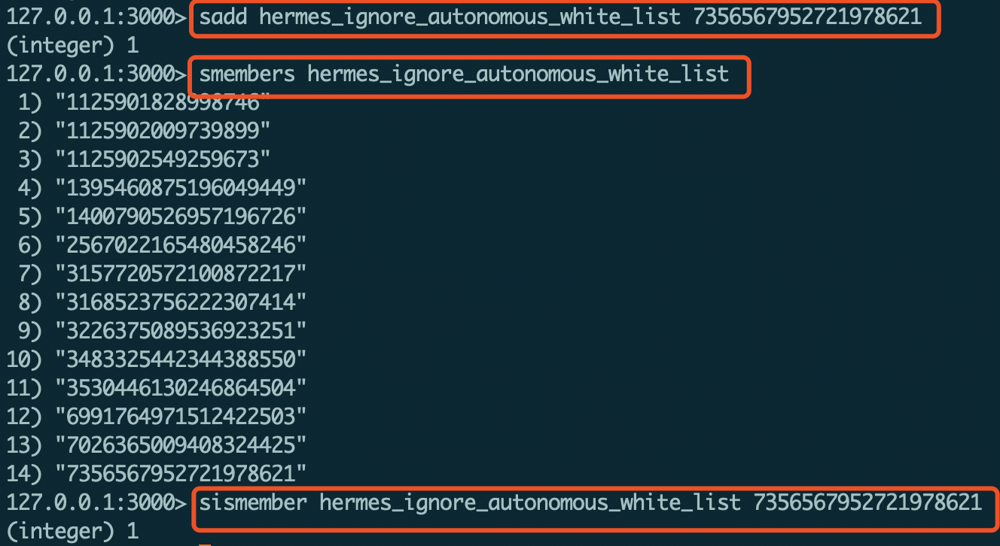 127.0.0.1:3000> sadd hermes_ignore_autonomous_white_list 7356567952721978621
(integer) 1
127.0.0.1:3000> smembers hermes_ignore_autonomous_white_list
 1) "1125901828998746"
 2) "1125902009739899"
 3) "1125902549259673"
 4) "1395460875196049449"
 5) "1400790526957196726"
 6) "2567022165480458246"
 7) "3157720572100872217"
 8) "3168523756222307414"
 9) "3226375089536923251"
10) "3483325442344388550"
11) "3530446130246864504"
12) "6991764971512422503"
13) "7026365009408324425"
14) "7356567952721978621"
127.0.0.1:3000> sismember hermes_ignore_autonomous_white_list 7356567952721978621
(integer) 1